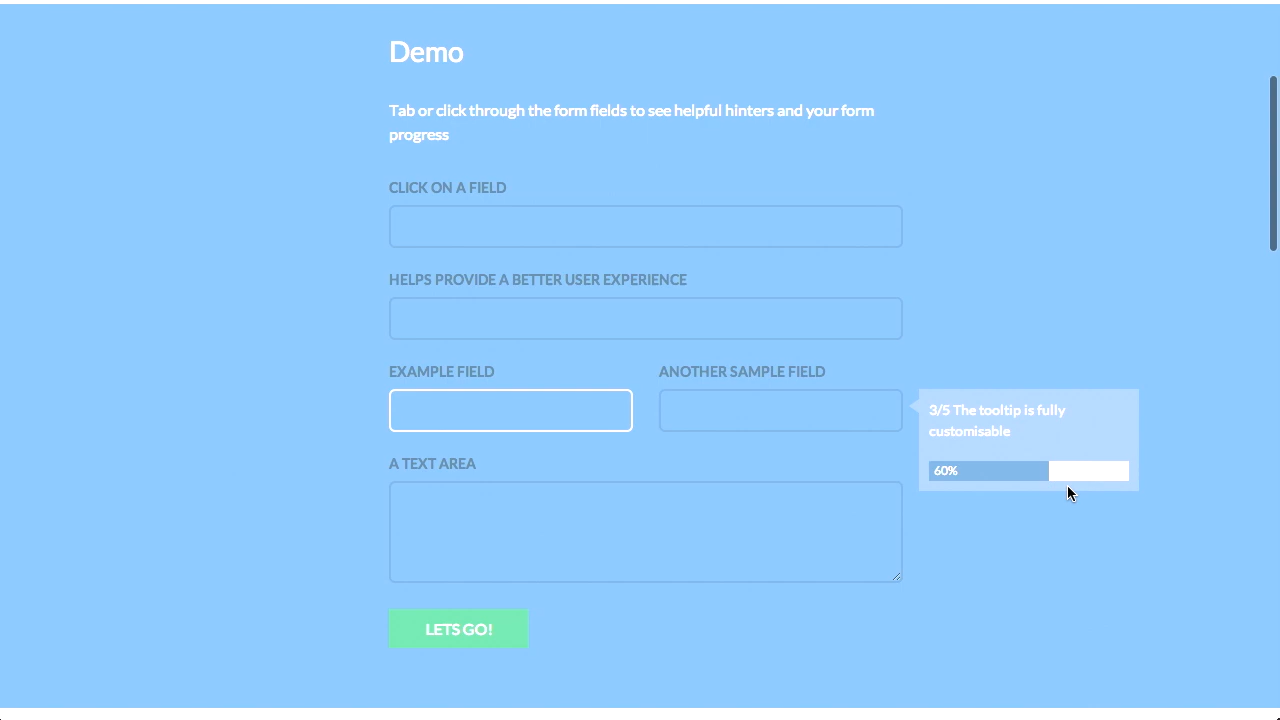 Demo
Tab or click through the form fields to see helpful hinters and your form
progress
CLICK ON A FIELD
HELPS PROVIDE A BETTER USER EXPERIENCE
EXAMPLE FIELD
ANOTHER SAMPLE FIELD
3/5 The tooltip is fully
customisable
60%
A TEXT AREA
LETS GO!